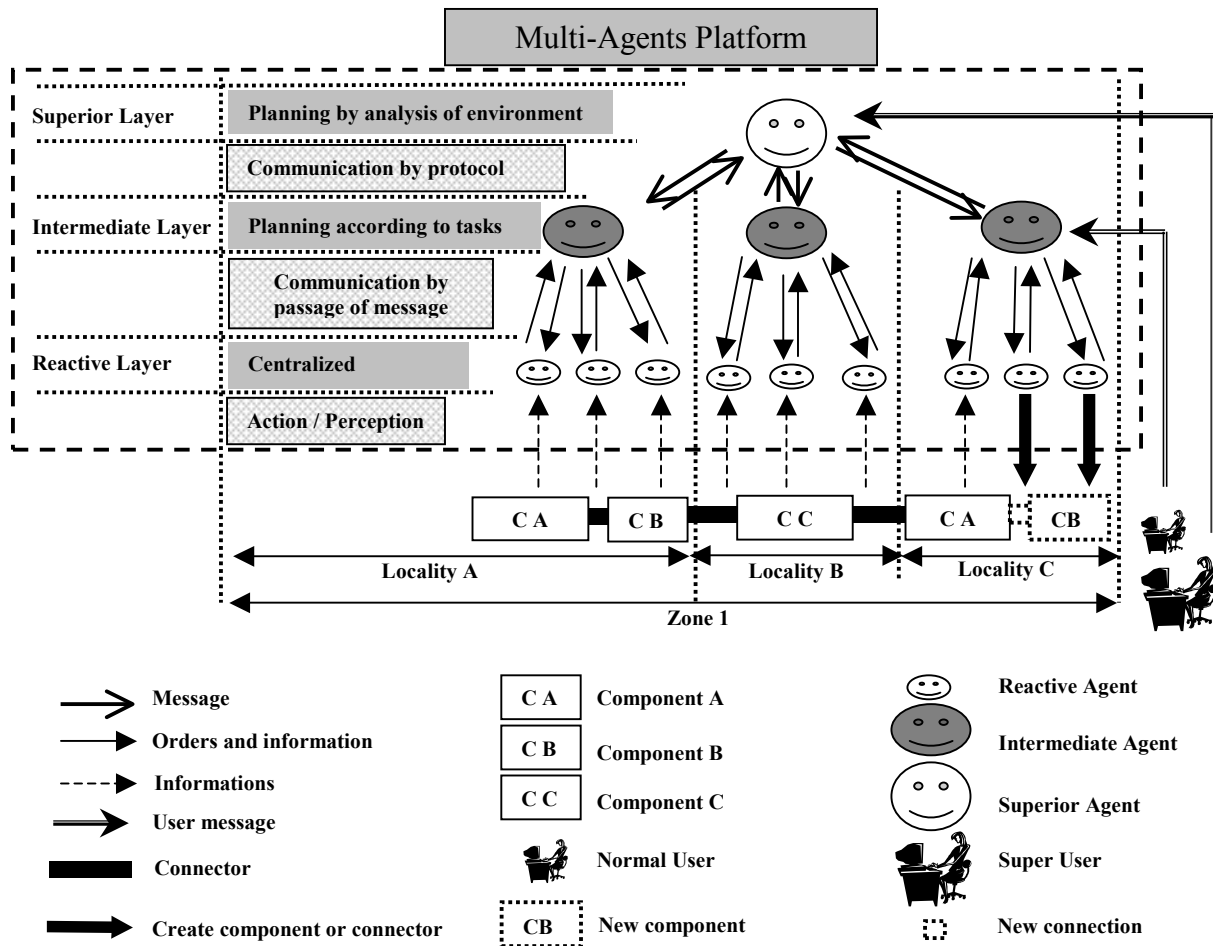 Multi-Agents Platform
Superior Layer
Planning by analysis of environment
Communication by protocol
Intermediate Layer
Planning according to tasks
Communication by
passage of message
Reactive Layer
Centralized
Action / Perception
C A
C B
C C
C A
CB
Locality A
Locality B
Locality C
Zone 1
Message
Orders and information
Informations
User message
Connector
Create component or connector
C A
Component A
C B
Component B
C C
Component C
Normal User
CB
New component
Reactive Agent
Intermediate Agent
Superior Agent
Super User
New connection